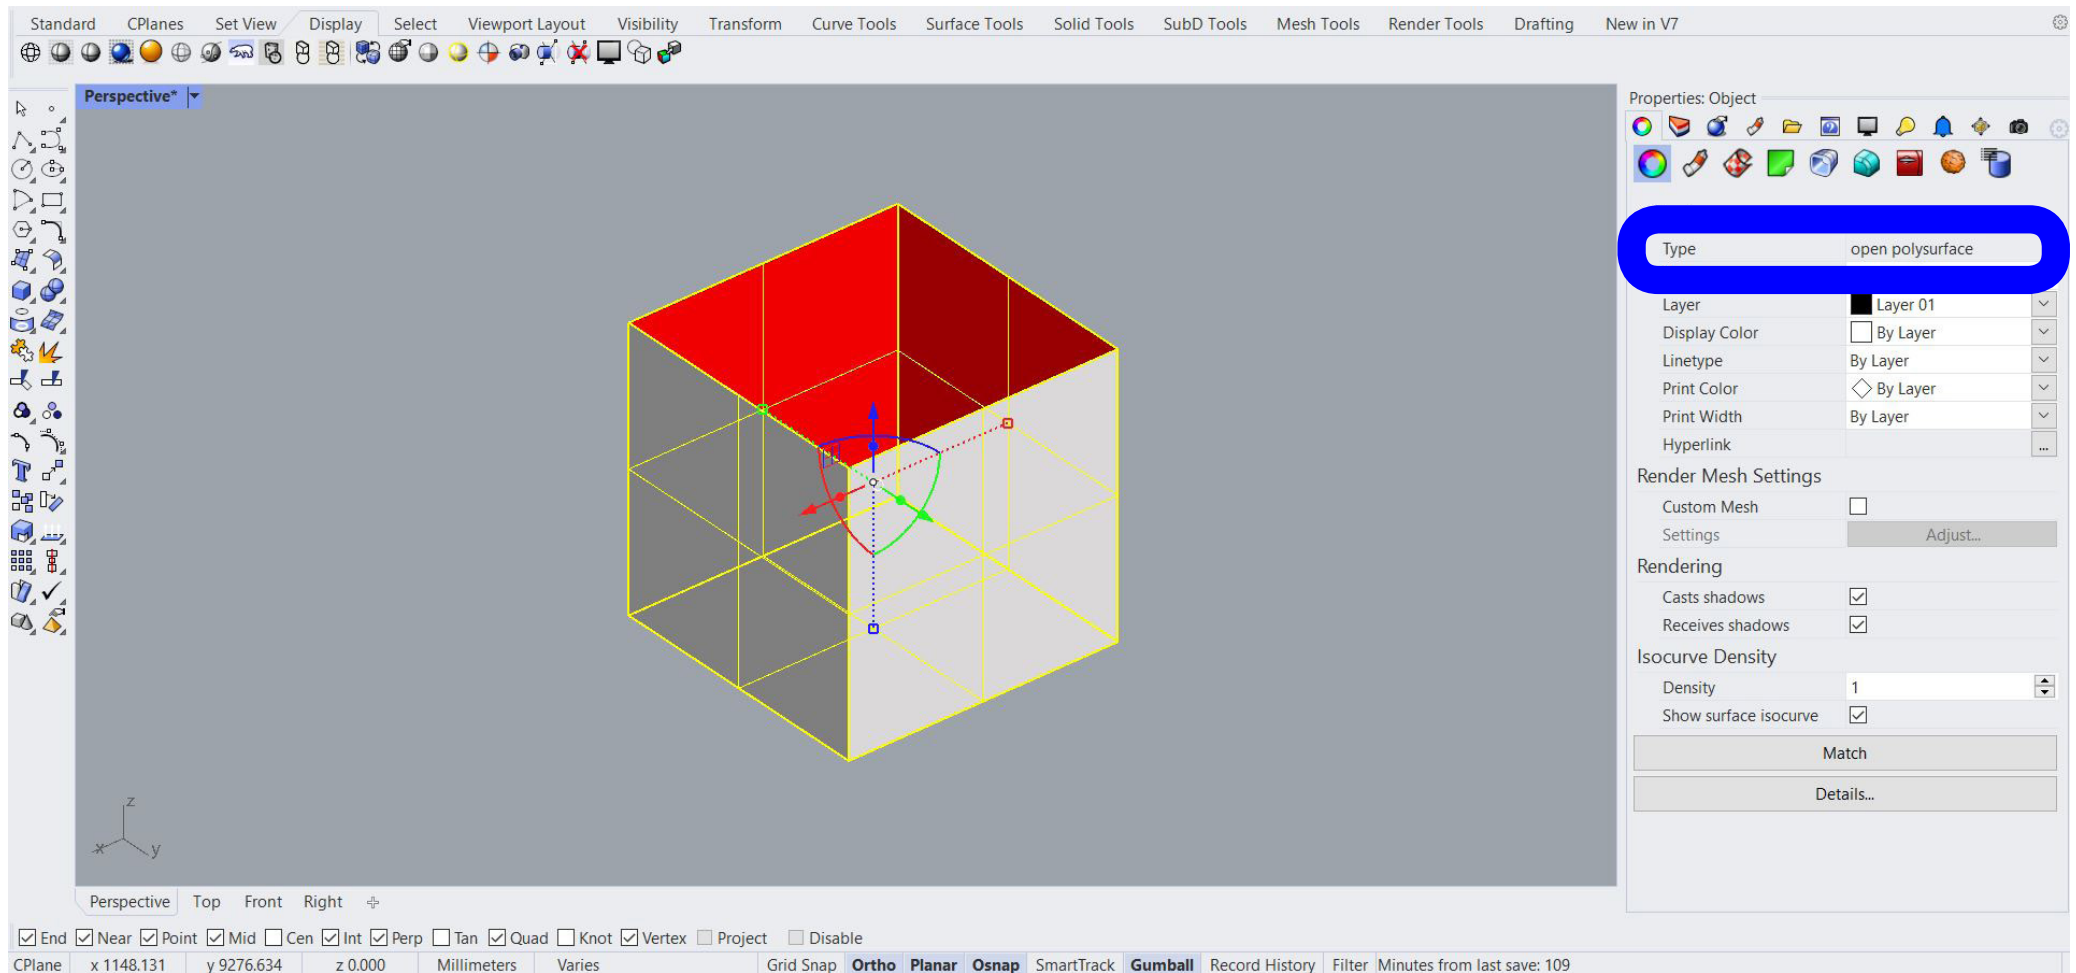 Standard CPlanes Set View Display Select Viewport Layout Visibility Transform Curve Tools Surface Tools Solid Tools SubD Tools Mesh Tools Render Tools Drafting New in V7
Perspective*
Properties: Object
Type open polysurface
Layer Layer 01
Display Color By Layer
Linetype By Layer
Print Color By Layer
Print Width By Layer
Hyperlink ...
Render Mesh Settings
Custom Mesh
Settings Adjust...
Rendering
Casts shadows
Receives shadows
Isocurve Density
Density 1
Show surface isocurve
Match
Details...
z
x y
Perspective Top Front Right
End Near Point Mid Cen Int Perp Tan Quad Knot Vertex Project Disable
CPlane x 1148.131 y 9276.634 z 0.000 Millimeters Varies Grid Snap Ortho Planar Osnap SmartTrack Gumball Record History Filter Minutes from last save: 109